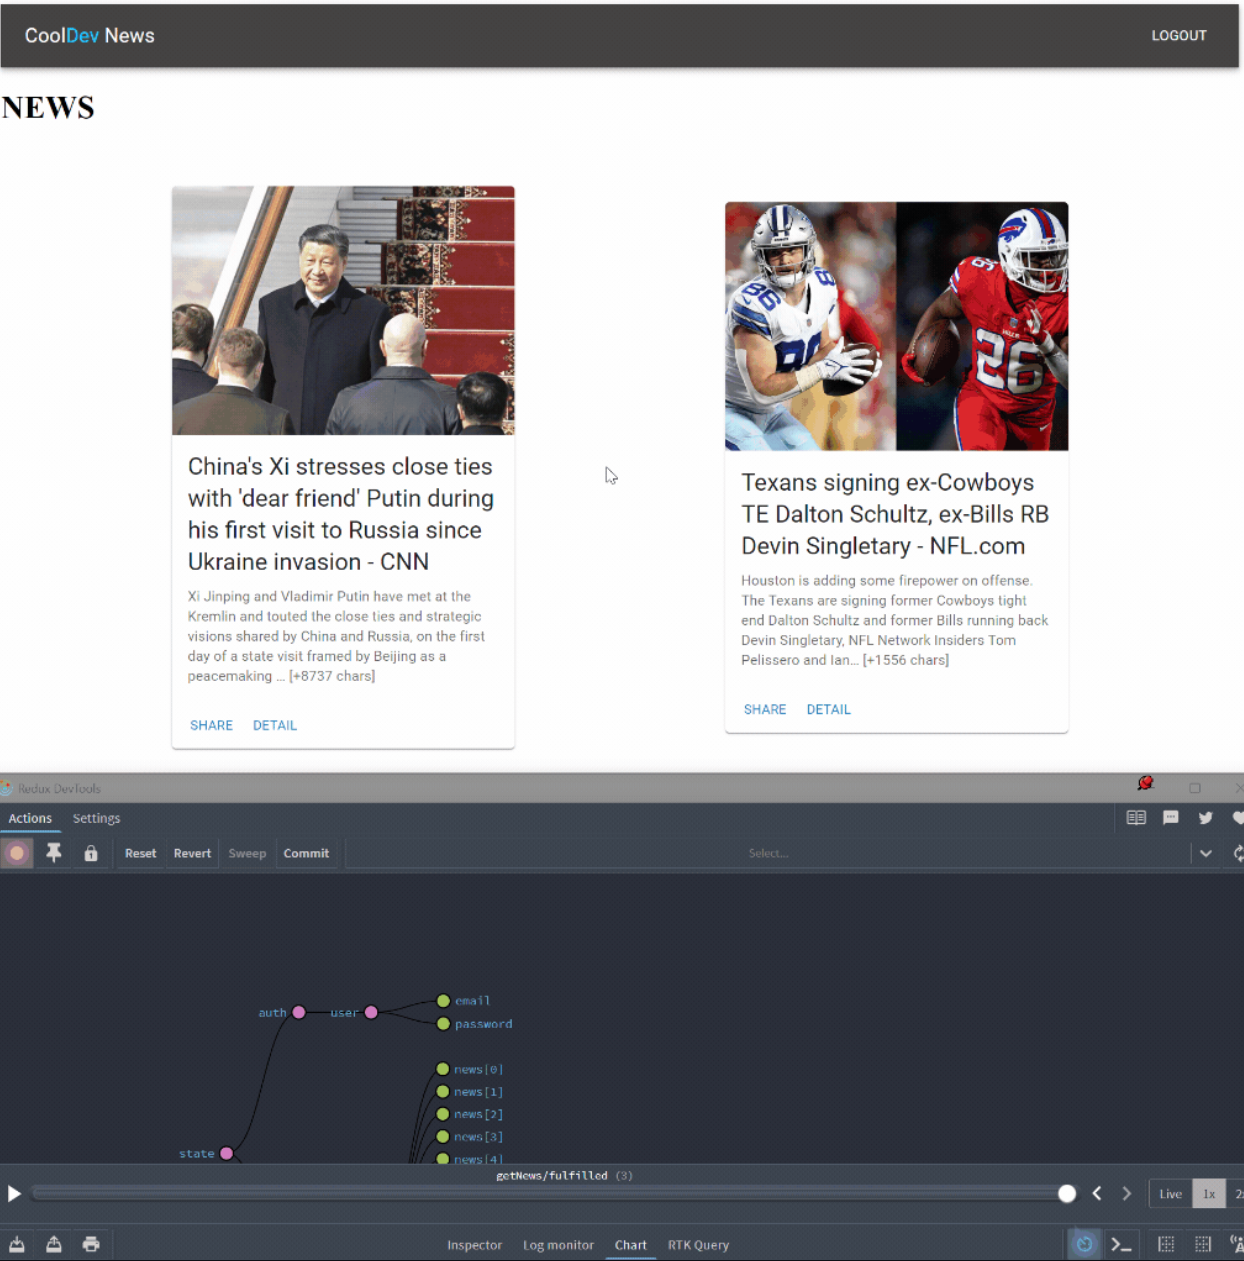 CoolDev News
LOGOUT
NEWS
China's Xi stresses close ties
with 'dear friend' Putin during
his first visit to Russia since
Ukraine invasion - CNN
Xi Jinping and Vladimir Putin have met at the
Kremlin and touted the close ties and strategic
visions shared by China and Russia, on the first
day of a state visit framed by Beijing as a
peacemaking … [+8737 chars]
SHARE DETAIL
86
26
26
Texans signing ex-Cowboys
TE Dalton Schultz, ex-Bills RB
Devin Singletary - NFL.com
Houston is adding some firepower on offense.
The Texans are signing former Cowboys tight
end Dalton Schultz and former Bills running back
Devin Singletary, NFL Network Insiders Tom
Pelissero and Ian… [+1556 chars]
SHARE DETAIL
Redux DevTools
Actions Settings
Reset Revert Sweep Commit Select...
auth user email
password
news[0]
news[1]
news[2]
news[3]
state
news[4]
getNews/fulfilled (3)
Live 1x
Inspector Log monitor Chart RTK Query